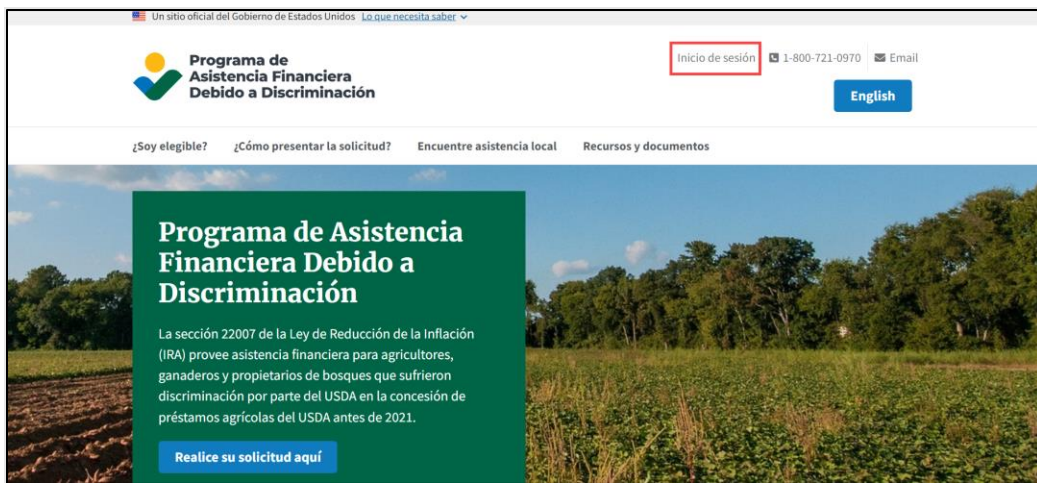 Un sitio oficial del Gobierno de Estados Unidos Lo que necesita saber
Programa de
Asistencia Financiera
Debido a Discriminación
Inicio de sesión 1-800-721-0970 Email
English
¿Soy elegible? ¿Cómo presentar la solicitud? Encuentre asistencia local Recursos y documentos
Programa de Asistencia
Financiera Debido a
Discriminación
La sección 22007 de la Ley de Reducción de la Inflación
(IRA) provee asistencia financiera para agricultores,
ganaderos y propietarios de bosques que sufrieron
discriminación por parte del USDA en la concesión de
préstamos agrícolas del USDA antes de 2021.
Realice su solicitud aquí